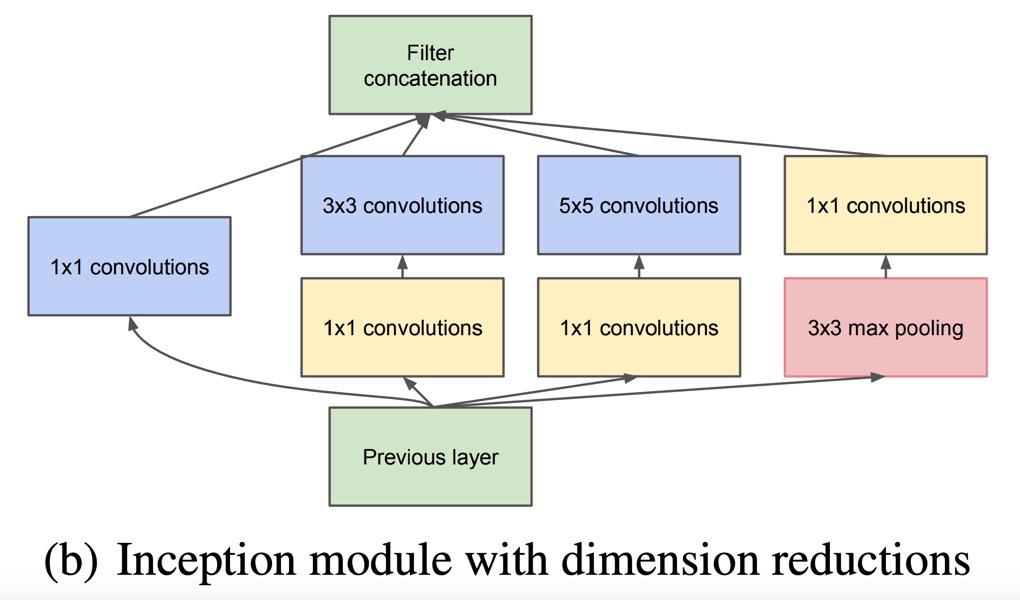 Filter
concatenation
3x3 convolutions
5x5 convolutions
1x1 convolutions
1x1 convolutions
1x1 convolutions
1x1 convolutions
3x3 max pooling
Previous layer
(b) Inception module with dimension reductions